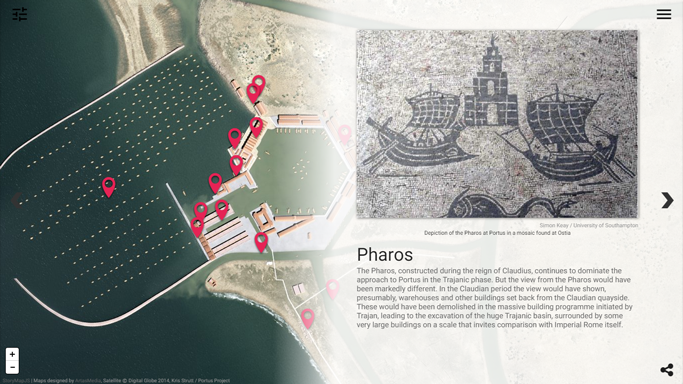 Simon Keay / University of Southampton
Depiction of the Pharos at Portus in a mosaic found at Ostia
Pharos
The Pharos, constructed during the reign of Claudius, continues to dominate the
approach to Portus in the Trajanic phase. But the view from the Pharos would have
been markedly different. In the Claudian period the view would have shown,
presumably, warehouses and other buildings set back from the Claudian quayside.
These would have been demolished in the massive building programme initiated by
Trajan, leading to the excavation of the huge Trajanic basin, surrounded by some
very large buildings on a scale that invites comparison with Imperial Rome itself.
+
−
StoryMapJS | Maps designed by Arquimedia, Satellite © Digital Globe 2014, Kris Strutt / Portus Project